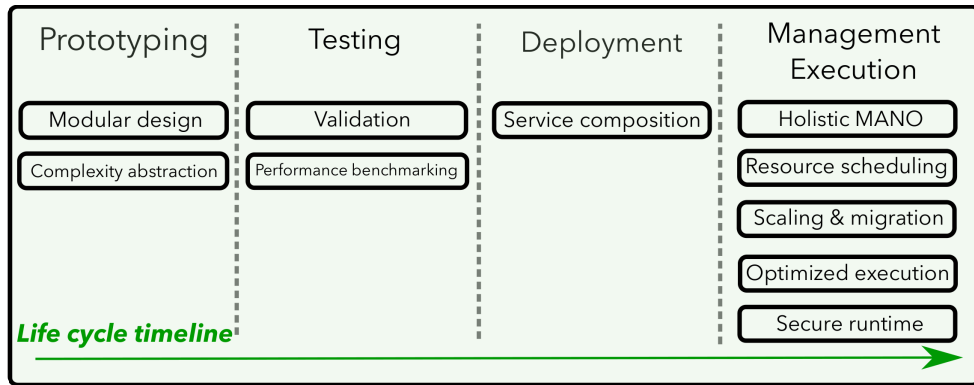 Prototyping
Modular design
Complexity abstraction
Testing
Validation
Performance benchmarking
Deployment
Service composition
Management
Execution
Holistic MANO
Resource scheduling
Scaling & migration
Optimized execution
Secure runtime
Life cycle timeline